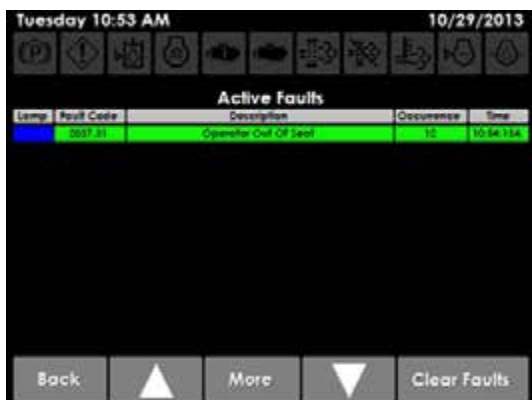 Tuesday 10:53 AM 10/29/2013
(P)
Active Faults
Lamp Fault Code Description Occurrence Time
Operator Out Of Seat 12
Back More Clear Faults